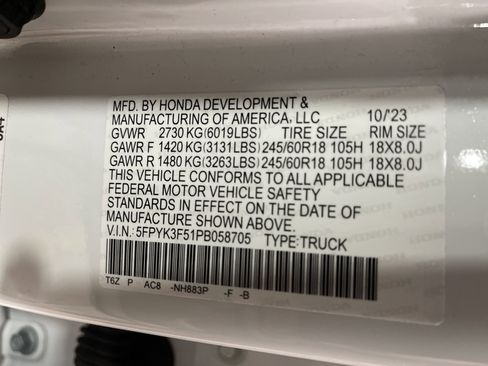 MFD. BY HONDA DEVELOPMENT &
MANUFACTURING OF AMERICA, LLC 10/'23
GVWR 2730 KG(6019LBS) TIRE SIZE RIM SIZE
GAWR F 1420 KG(3131LBS) 245/60R18 105H 18X8.0J
GAWR R 1480 KG(3263LBS) 245/60R18 105H 18X8.0J
THIS VEHICLE CONFORMS TO ALL APPLICABLE
FEDERAL MOTOR VEHICLE SAFETY
STANDARDS IN EFFECT ON THE DATE OF
MANUFACTURE SHOWN ABOVE.
V.I.N.: 5FPYK3F51PB058705 TYPE:TRUCK
T6Z P AC8 -NH883P -F -B